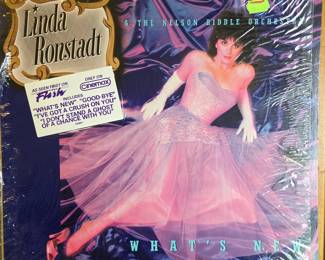 Linda
Ronstadt
& THE NELSON RIDDLE ORCHESTRA
AS SEEN FIRST ON
Flash
ONLY ON
Cinemax
INCLUDES
"WHAT'S NEW" "GOOD-BYE"
"I'VE GOT A CRUSH ON YOU"
"I DON'T STAND A GHOST
OF A CHANCE WITH YOU"
WHAT'S NEW